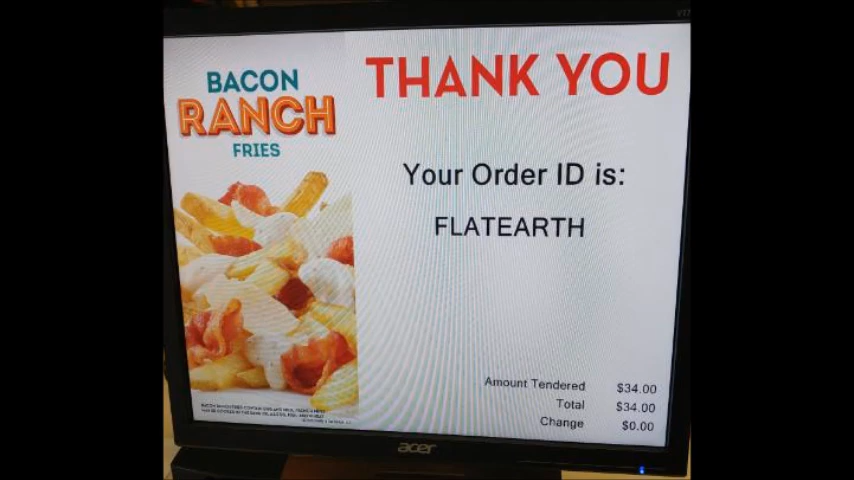 BACON
RANCH
FRIES
THANK YOU
Your Order ID is:
FLATEARTH
Amount Tendered $34.00
Total $34.00
Change $0.00
acer